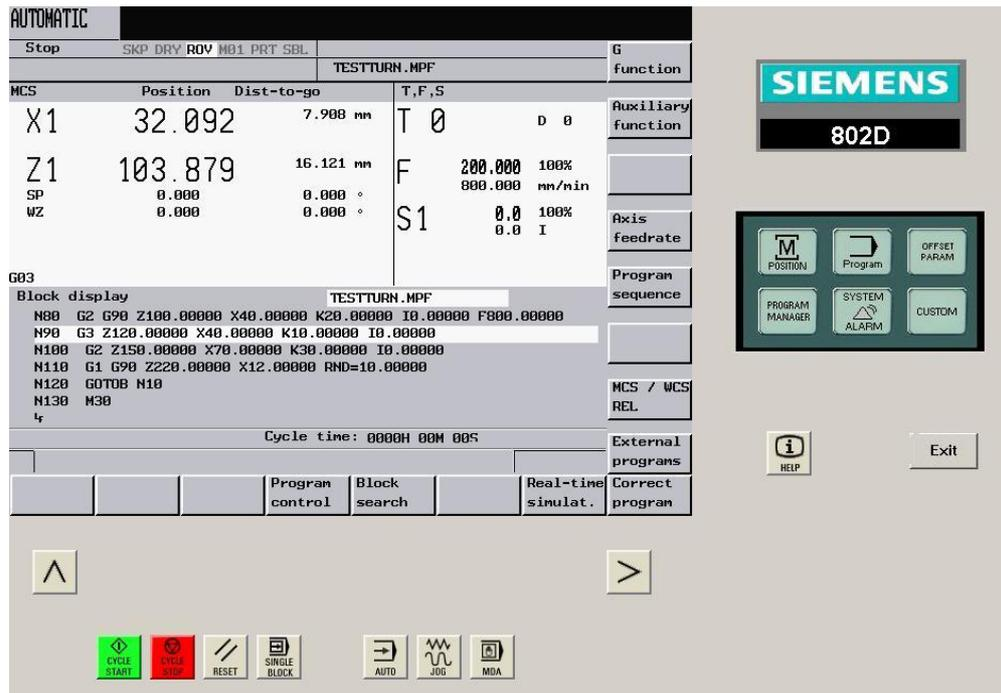 AUTOMATIC
Stop SKP DRY ROV M01 PRT SBL
TESTTURN.MPF
G
function
MCS Position Dist-to-go T,F,S
X1 32.092 7.908 mm T 0 D 0
Auxiliary
function
Z1 103.879 16.121 mm F 200.000 100%
800.000 mm/min
SP 0.000 0.000 °
WZ 0.000 0.000 ° S1 0.0 100%
0.0 I
Axis
feedrate
G03
Program
sequence
Block display TESTTURN.MPF
N80 G2 G90 Z100.00000 X40.00000 K20.00000 I0.00000 F800.00000
N90 G3 Z120.00000 X40.00000 K10.00000 I0.00000
N100 G2 Z150.00000 X70.00000 K30.00000 I0.00000
N110 G1 G90 Z220.00000 X12.00000 RND=10.00000
N120 GOTOB N10
N130 M30
LF
MCS / WCS
REL
Cycle time: 0000H 00M 00S
External
programs
Program
control
Block
search
Real-time
simulat.
Correct
program
SIEMENS
802D
M
POSITION
Program
OFFSET
PARAM
PROGRAM
MANAGER
SYSTEM
ALARM
CUSTOM
i
HELP
Exit
CYCLE
START
CYCLE
STOP
RESET
SINGLE
BLOCK
AUTO
JOG
MDA